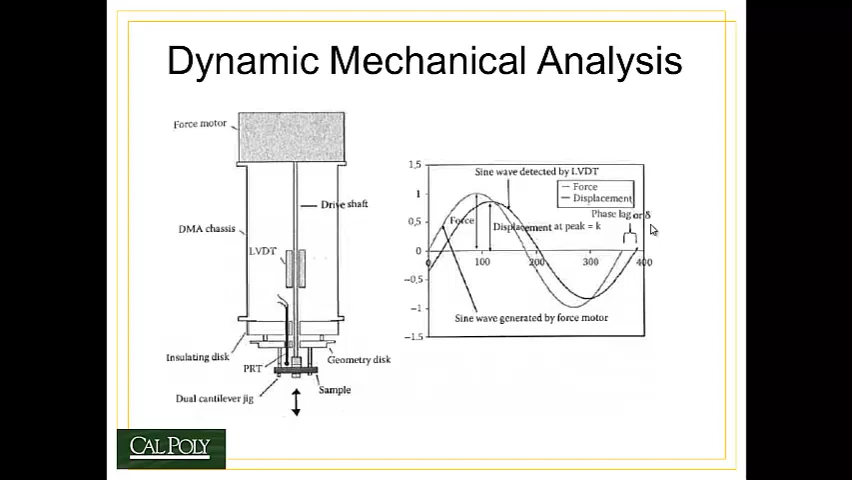 Dynamic Mechanical Analysis
Force motor
Drive shaft
DMA chassis
LVDT
Insulating disk
PRT
Geometry disk
Sample
Dual cantilever jig
1,5
1
0,5
0
−0,5
−1
−1.5
0
100
200
300
400
Sine wave detected by LVDT
Force
Displacement
Phase lag or δ
Force
Displacement at peak = k
Sine wave generated by force motor
CAL POLY